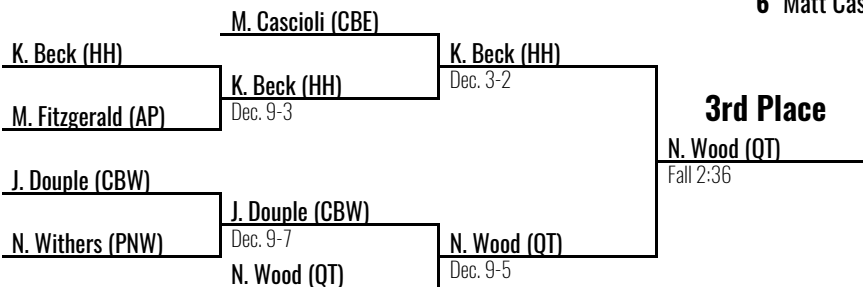 6 Matt Cas
M. Cascioli (CBE)
K. Beck (HH)
K. Beck (HH)
K. Beck (HH)
Dec. 9-3
Dec. 3-2
M. Fitzgerald (AP)
3rd Place
N. Wood (QT)
Fall 2:36
J. Douple (CBW)
J. Douple (CBW)
Dec. 9-7
N. Withers (PNW)
N. Wood (QT)
Dec. 9-5
N. Wood (QT)